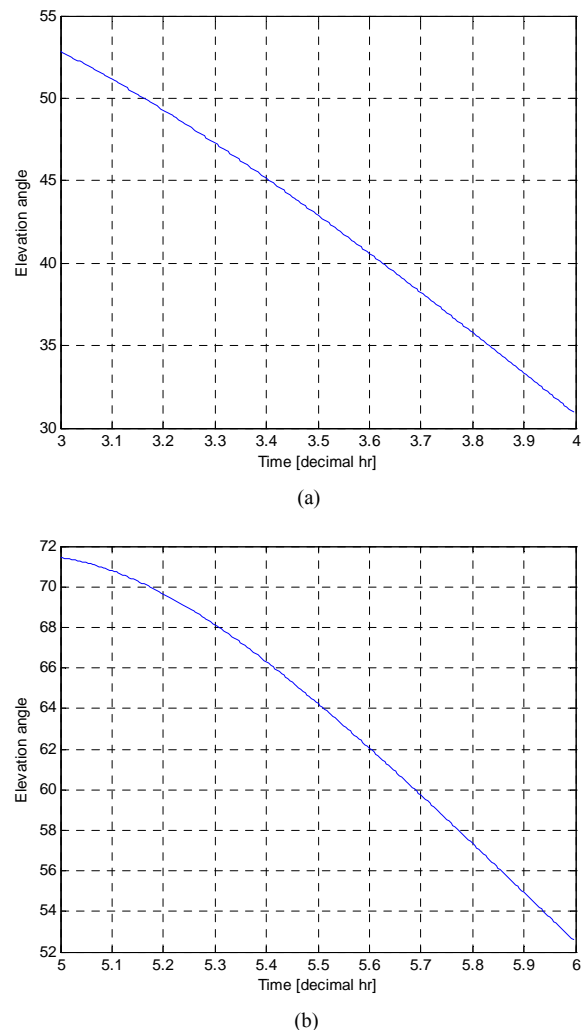 55
50
45
40
35
30
Elevation angle
3 3.1 3.2 3.3 3.4 3.5 3.6 3.7 3.8 3.9 4
Time [decimal hr]
(a)
72
70
68
66
64
62
60
58
56
54
52
Elevation angle
5 5.1 5.2 5.3 5.4 5.5 5.6 5.7 5.8 5.9 6
Time [decimal hr]
(b)